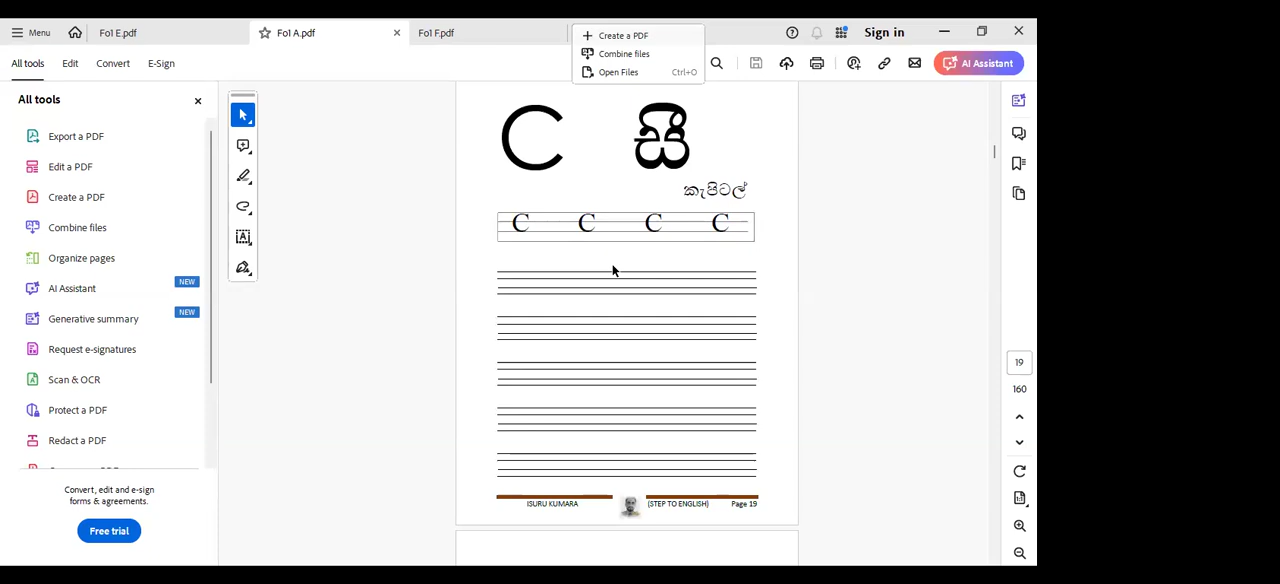 Menu
Fo1 E.pdf
Fo1 A.pdf
Fo1 F.pdf
Create a PDF
Combine files
Open Files Ctrl+O
Sign in
All tools
Edit
Convert
E-Sign
AI Assistant
All tools
Export a PDF
Edit a PDF
Create a PDF
Combine files
Organize pages
AI Assistant NEW
Generative summary NEW
Request e-signatures
Scan & OCR
Protect a PDF
Redact a PDF
Convert, edit and e-sign
forms & agreements.
Free trial
C සී
කැපිටල්
C C C C
ISURU KUMARA (STEP TO ENGLISH) Page 19
19
160